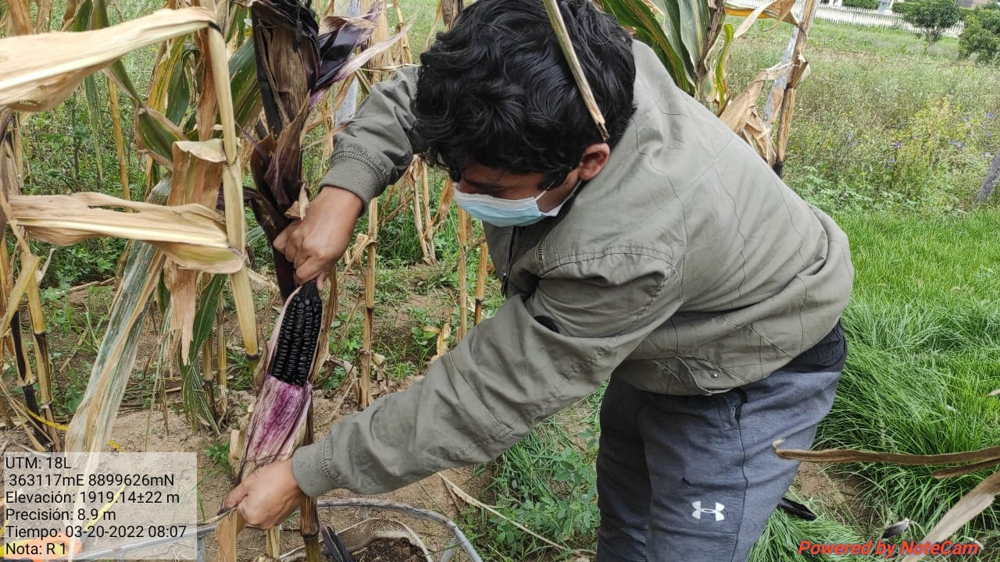 UTM: 18L
363117mE 8899626mN
Elevación: 1919.14±22 m
Precisión: 8.9 m
Tiempo: 03-20-2022 08:07
Nota: R 1
Powered by NoteCam